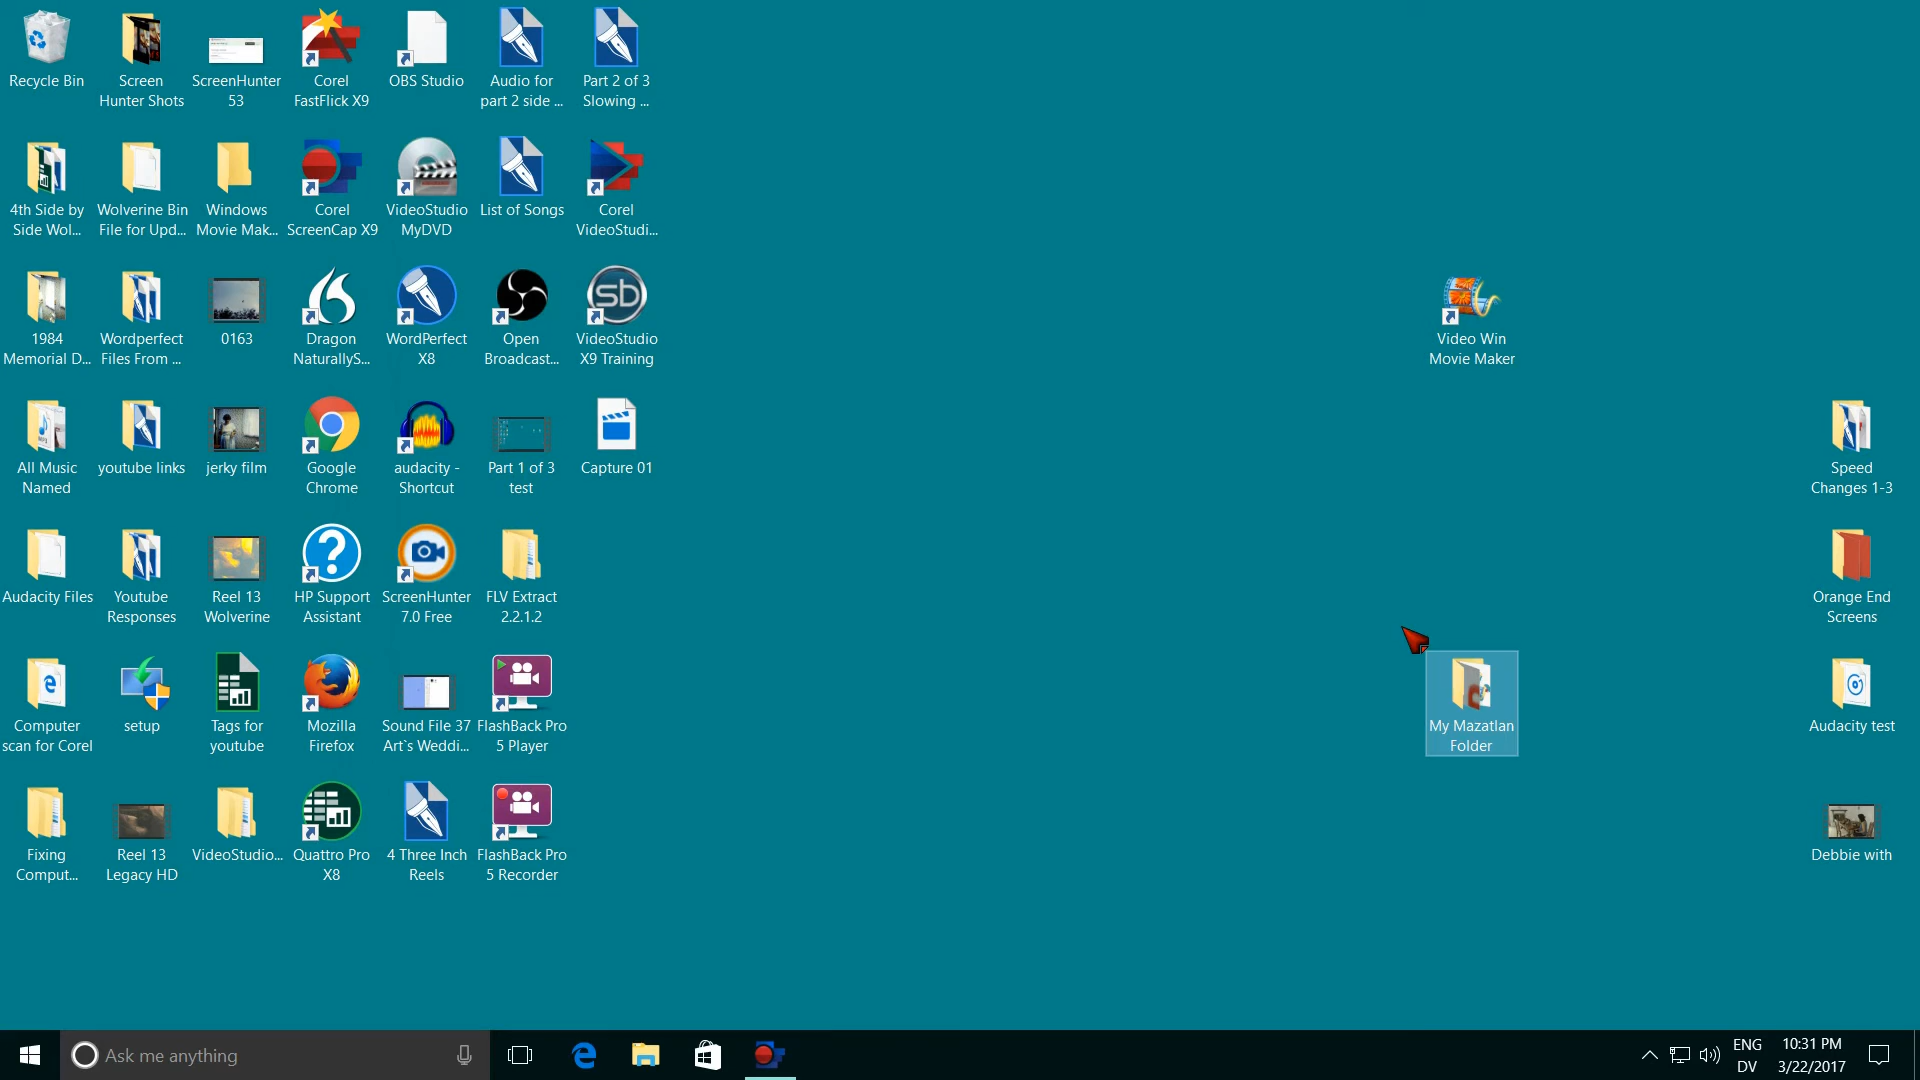 Recycle Bin
Screen
Hunter Shots
ScreenHunter
53
Corel
FastFlick X9
OBS Studio
Audio for
part 2 side ...
Part 2 of 3
Slowing ...
4th Side by
Side Wol...
Wolverine Bin
File for Upd...
Windows
Movie Mak...
Corel
ScreenCap X9
VideoStudio
MyDVD
List of Songs
Corel
VideoStudi...
1984
Memorial D...
Wordperfect
Files From ...
0163
Dragon
NaturallyS...
WordPerfect
X8
Open
Broadcast...
sb
VideoStudio
X9 Training
Video Win
Movie Maker
All Music
Named
youtube links
jerky film
Google
Chrome
audacity -
Shortcut
Part 1 of 3
test
Capture 01
Speed
Changes 1-3
Audacity Files
Youtube
Responses
Reel 13
Wolverine
HP Support
Assistant
ScreenHunter
7.0 Free
FLV Extract
2.2.1.2
Orange End
Screens
Computer
scan for Corel
setup
Tags for
youtube
Mozilla
Firefox
Sound File 37
Art`s Weddi...
FlashBack Pro
5 Player
My Mazatlan
Folder
Audacity test
Fixing
Comput...
Reel 13
Legacy HD
VideoStudio...
Quattro Pro
X8
4 Three Inch
Reels
FlashBack Pro
5 Recorder
Debbie with
Ask me anything
ENG
DV
10:31 PM
3/22/2017